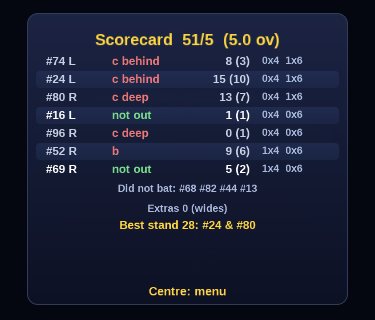 Scorecard 51/5 (5.0 ov)
#74 L c behind 8 (3) 0x4 1x6
#24 L c behind 15 (10) 0x4 1x6
#80 R c deep 13 (7) 0x4 1x6
#16 L not out 1 (1) 0x4 0x6
#96 R c deep 0 (1) 0x4 0x6
#52 R b 9 (6) 1x4 0x6
#69 R not out 5 (2) 1x4 0x6
Did not bat: #68 #82 #44 #13
Extras 0 (wides)
Best stand 28: #24 & #80
Centre: menu